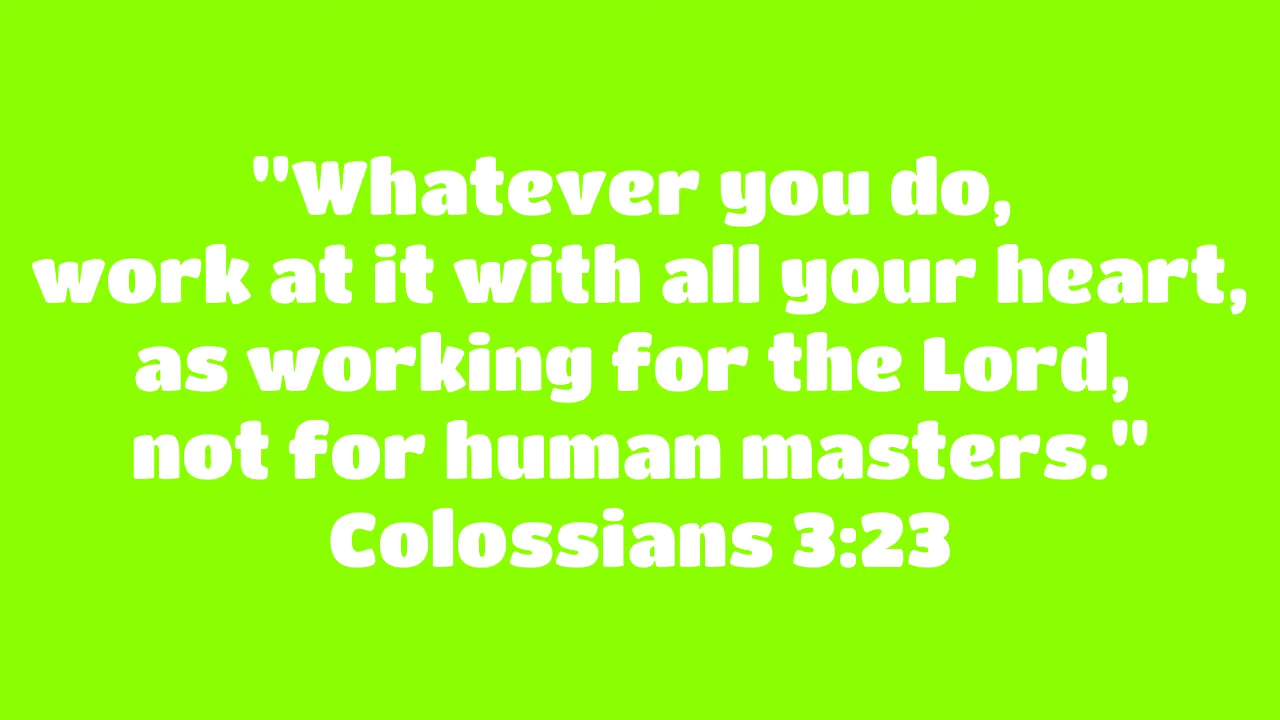 "Whatever you do,
work at it with all your heart,
as working for the Lord,
not for human masters."
Colossians 3:23